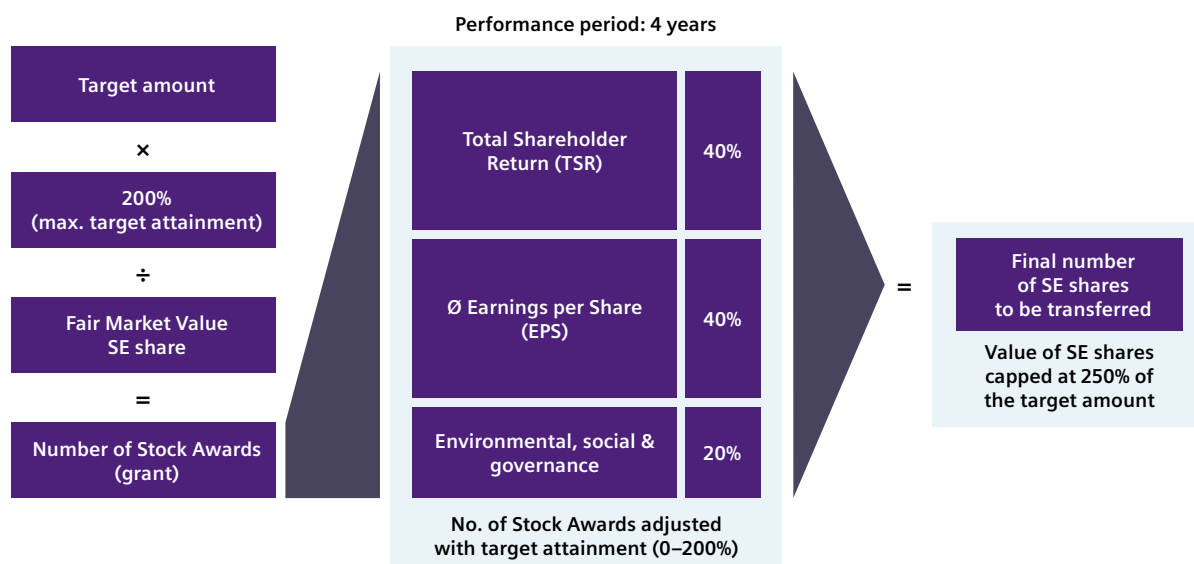 Performance period: 4 years
Target amount
×
200%
(max. target attainment)
÷
Fair Market Value
SE share
=
Number of Stock Awards
(grant)
Total Shareholder
Return (TSR)
40%
Ø Earnings per Share
(EPS)
40%
Environmental, social &
governance
20%
No. of Stock Awards adjusted
with target attainment (0–200%)
=
Final number
of SE shares
to be transferred
Value of SE shares
capped at 250% of
the target amount